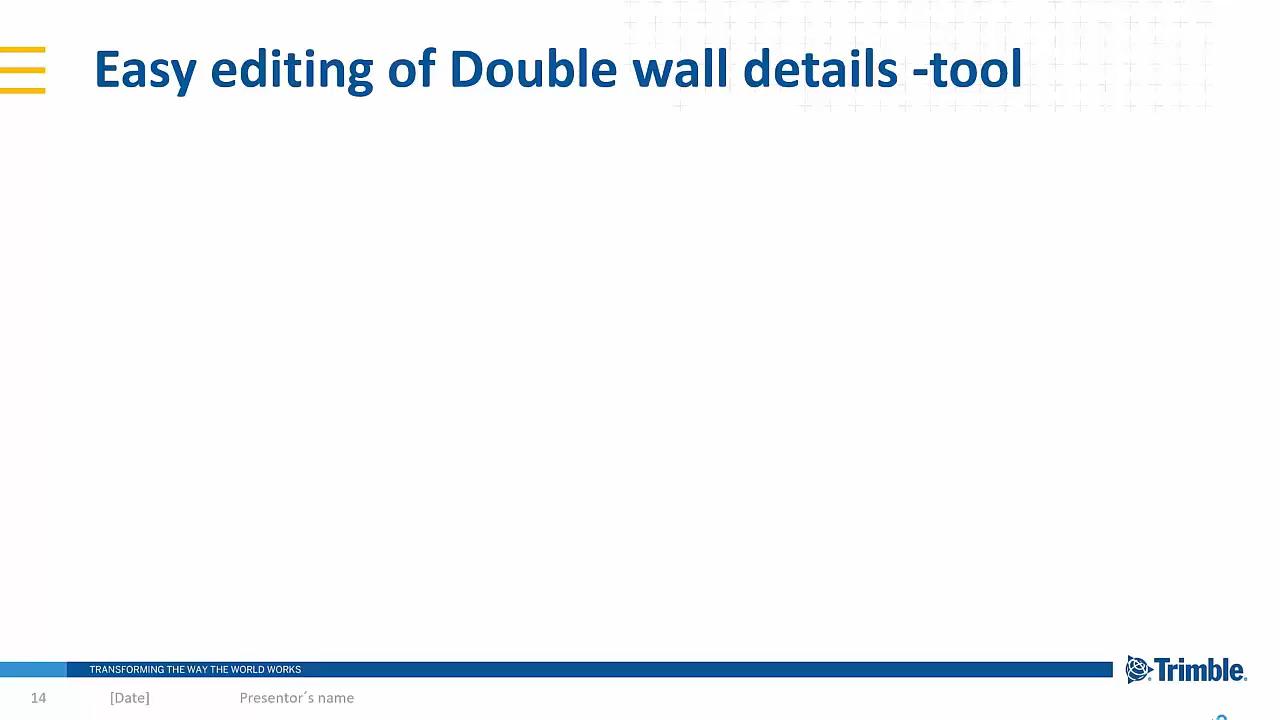 Easy editing of Double wall details -tool
TRANSFORMING THE WAY THE WORLD WORKS
Trimble
14
[Date]
Presentor´s name